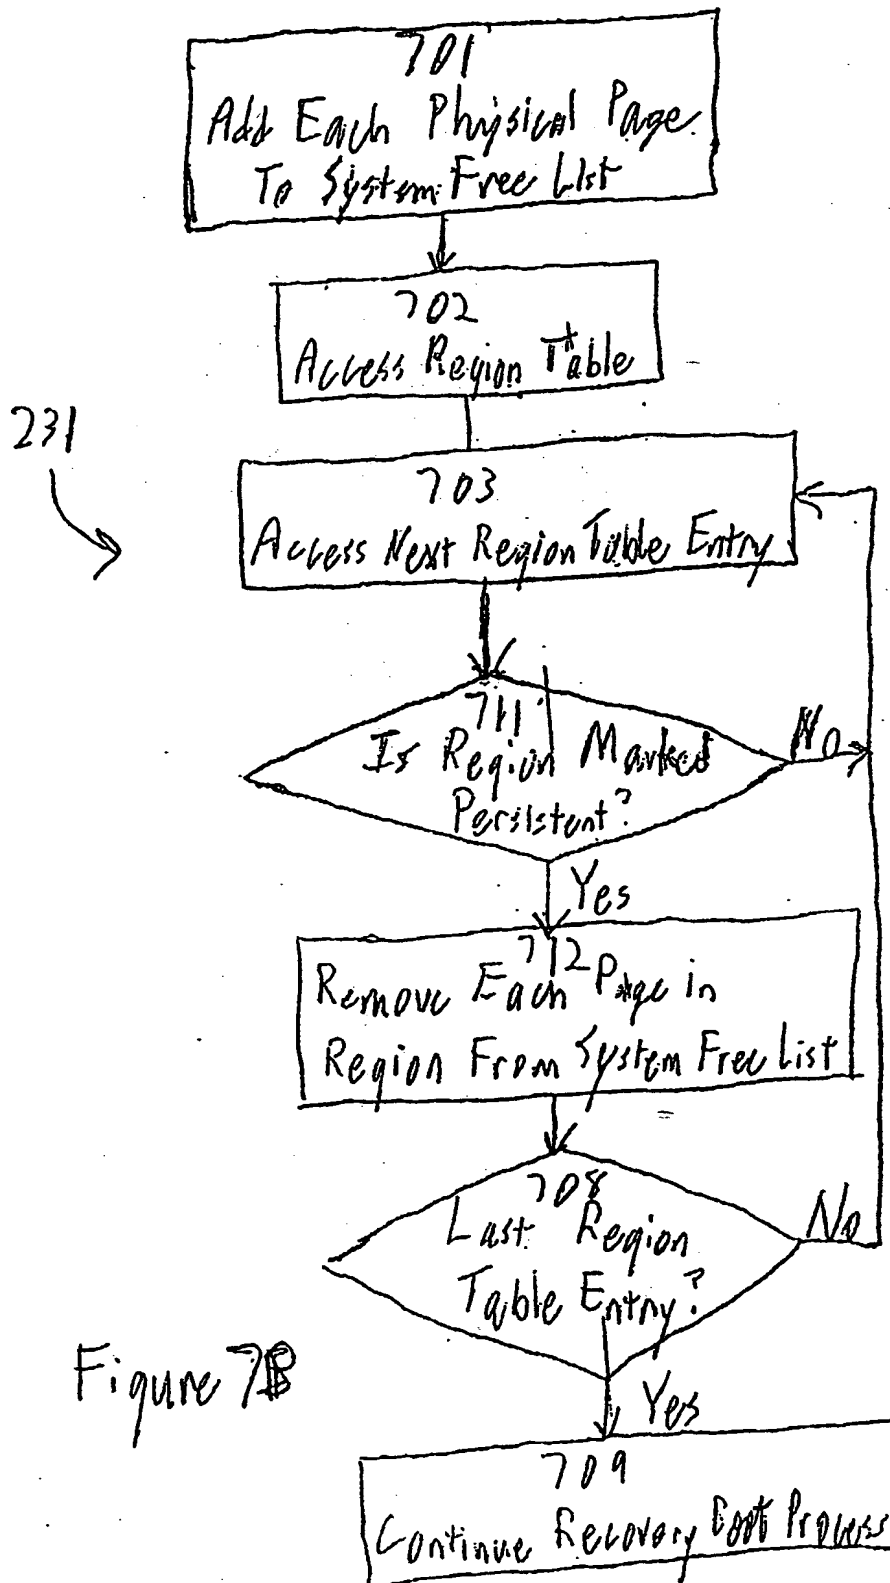 701
Add Each Physical Page
To System Free List
702
Access Region Table
231
703
Access Next Region Table Entry
711
Is Region Marked
Persistent?
No
Yes
712
Remove Each Page in
Region From System Free List
708
Last Region
Table Entry?
No
Yes
Figure 7B
709
Continue Recovery Boot Process